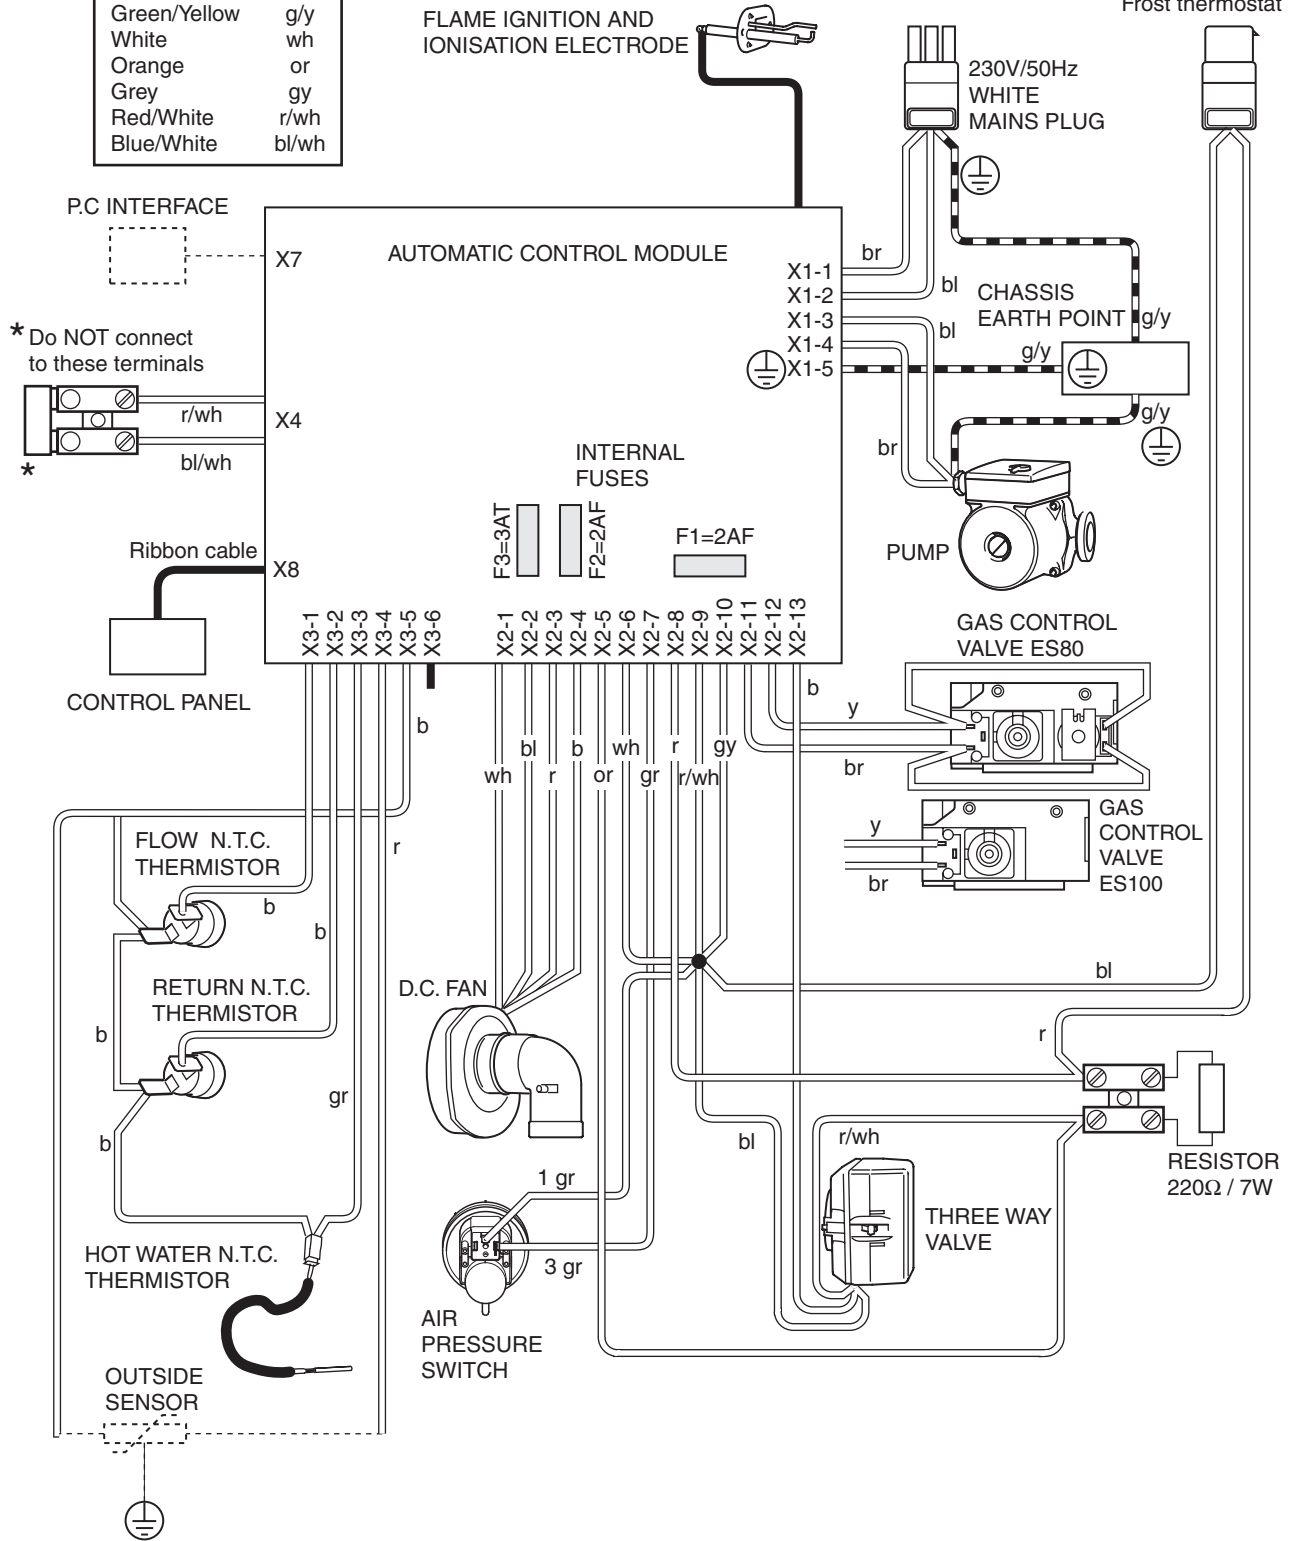 Green/Yellow g/y
White wh
Orange or
Grey gy
Red/White r/wh
Blue/White bl/wh
FLAME IGNITION AND
IONISATION ELECTRODE
230V/50Hz
WHITE
MAINS PLUG
Frost thermostat
P.C INTERFACE
X7
AUTOMATIC CONTROL MODULE
X1-1
X1-2
X1-3
X1-4
X1-5
br
bl
bl
br
CHASSIS
EARTH POINT
g/y
g/y
g/y
* Do NOT connect
to these terminals
r/wh
bl/wh
*
X4
INTERNAL
FUSES
F3=3AT
F2=2AF
F1=2AF
PUMP
Ribbon cable
X8
CONTROL PANEL
X3-1
X3-2
X3-3
X3-4
X3-5
X3-6
X2-1
X2-2
X2-3
X2-4
X2-5
X2-6
X2-7
X2-8
X2-9
X2-10
X2-11
X2-12
X2-13
GAS CONTROL
VALVE ES80
b
b
y
br
bl
b
wh
r
gy
wh
r
or
gr
r/wh
GAS
CONTROL
VALVE
ES100
y
br
FLOW N.T.C.
THERMISTOR
r
b
b
RETURN N.T.C.
THERMISTOR
b
gr
b
D.C. FAN
bl
r
bl
r/wh
RESISTOR
220Ω / 7W
1 gr
3 gr
THREE WAY
VALVE
HOT WATER N.T.C.
THERMISTOR
AIR
PRESSURE
SWITCH
OUTSIDE
SENSOR